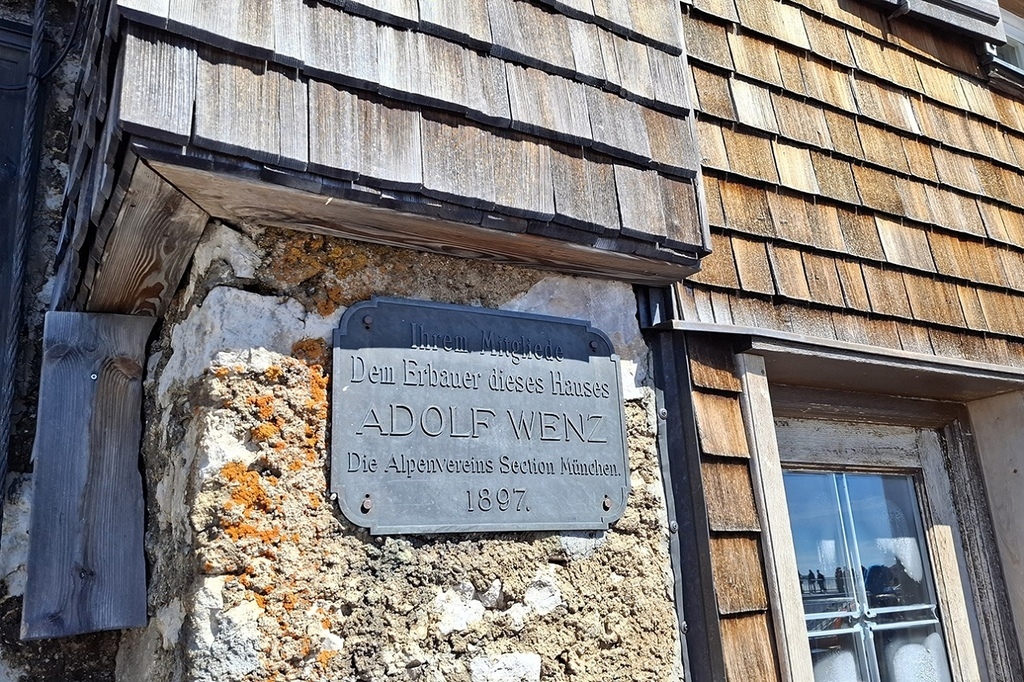 Ihrem Mitgliede
Dem Erbauer dieses Hauses
ADOLF WENZ
Die Alpenvereins Section München.
1897.